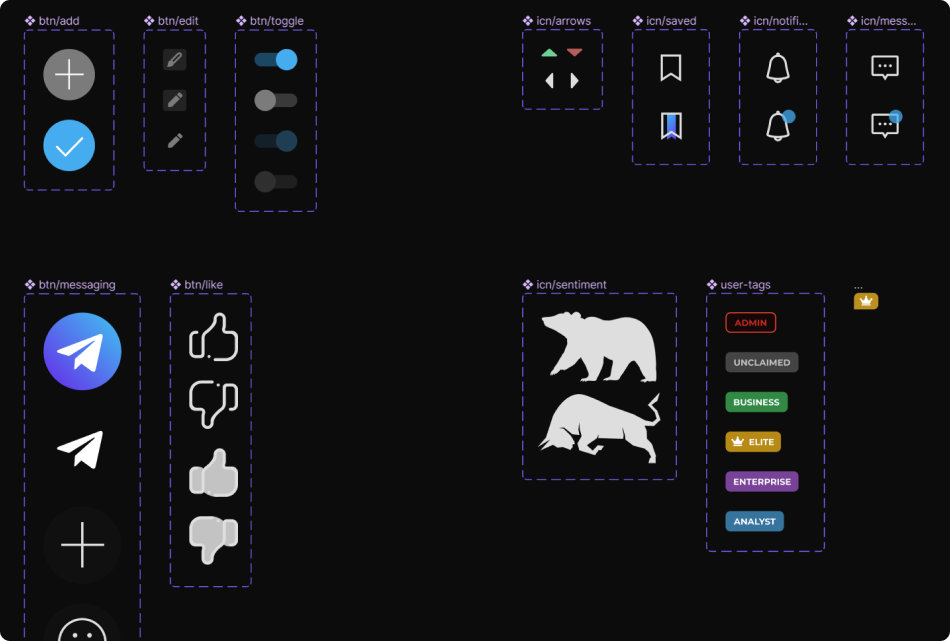 btn/add
btn/edit
btn/toggle
icn/arrows
icn/saved
icn/notifi...
icn/mess...
btn/messaging
btn/like
icn/sentiment
user-tags
...
ADMIN
UNCLAIMED
BUSINESS
ELITE
ENTERPRISE
ANALYST